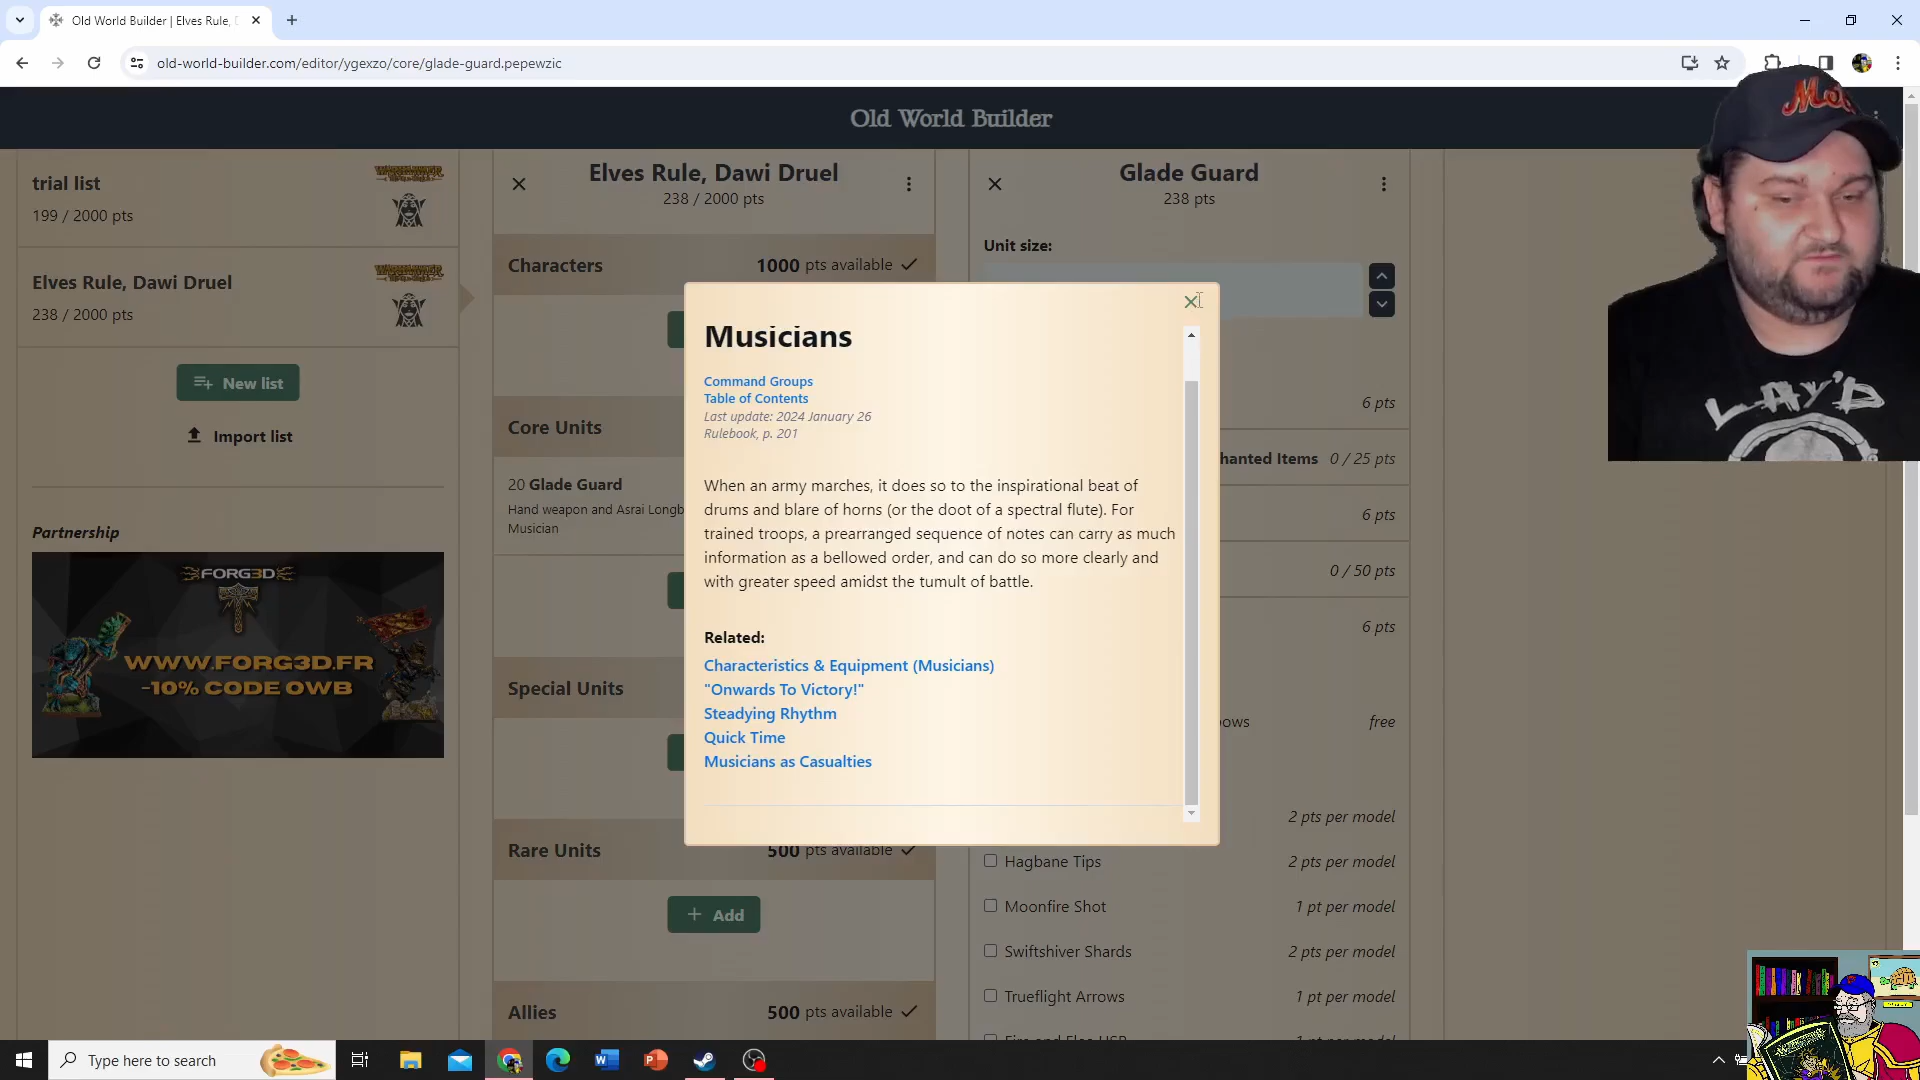 Old World Builder | Elves Rule, D
old-world-builder.com/editor/ygexzo/core/glade-guard.pepewzic
Old World Builder
trial list
199 / 2000 pts
Elves Rule, Dawi Druel
238 / 2000 pts
New list
Import list
Partnership
FORG3D
WWW.FORG3D.FR
-10% CODE OWB
Elves Rule, Dawi Druel
238 / 2000 pts
Characters
1000 pts available
Core Units
20 Glade Guard
Hand weapon and Asrai Longb
Musician
Special Units
Rare Units
500 pts available
Add
Allies
500 pts available
Glade Guard
238 pts
Unit size:
6 pts
hanted Items 0 / 25 pts
6 pts
0 / 50 pts
6 pts
ows free
2 pts per model
Hagbane Tips 2 pts per model
Moonfire Shot 1 pt per model
Swiftshiver Shards 2 pts per model
Trueflight Arrows 1 pt per model
Musicians
Command Groups
Table of Contents
Last update: 2024 January 26
Rulebook, p. 201
When an army marches, it does so to the inspirational beat of
drums and blare of horns (or the doot of a spectral flute). For
trained troops, a prearranged sequence of notes can carry as much
information as a bellowed order, and can do so more clearly and
with greater speed amidst the tumult of battle.
Related:
Characteristics & Equipment (Musicians)
"Onwards To Victory!"
Steadying Rhythm
Quick Time
Musicians as Casualties
LAY'D
Type here to search